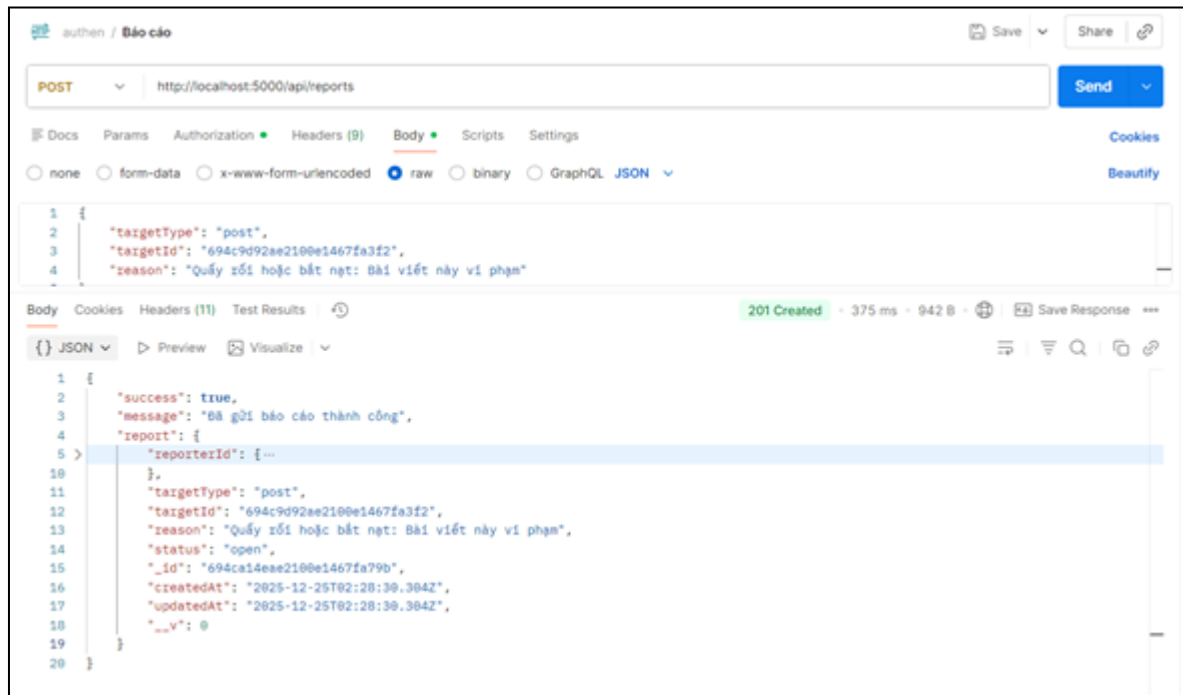 authen / Báo cáo
Save
Share
POST
http://localhost:5000/api/reports
Send
Docs Params Authorization Headers (9) Body Scripts Settings
Cookies
none form-data x-www-form-urlencoded raw binary GraphQL JSON
Beautify
1 {
2 "targetType": "post",
3 "targetId": "694c9d92ae2100e1467fa3f2",
4 "reason": "Quấy rối hoặc bắt nạt: Bài viết này vi phạm"
Body Cookies Headers (11) Test Results
201 Created • 375 ms • 942 B
Save Response
{} JSON Preview Visualize
1 {
2 "success": true,
3 "message": "Đã gửi báo cáo thành công",
4 "report": {
5 "reporterId": {...
10 },
11 "targetType": "post",
12 "targetId": "694c9d92ae2100e1467fa3f2",
13 "reason": "Quấy rối hoặc bắt nạt: Bài viết này vi phạm",
14 "status": "open",
15 "_id": "694ca14eae2100e1467fa79b",
16 "createdAt": "2025-12-25T02:28:30.304Z",
17 "updatedAt": "2025-12-25T02:28:30.304Z",
18 "__v": 0
19 }
20 }